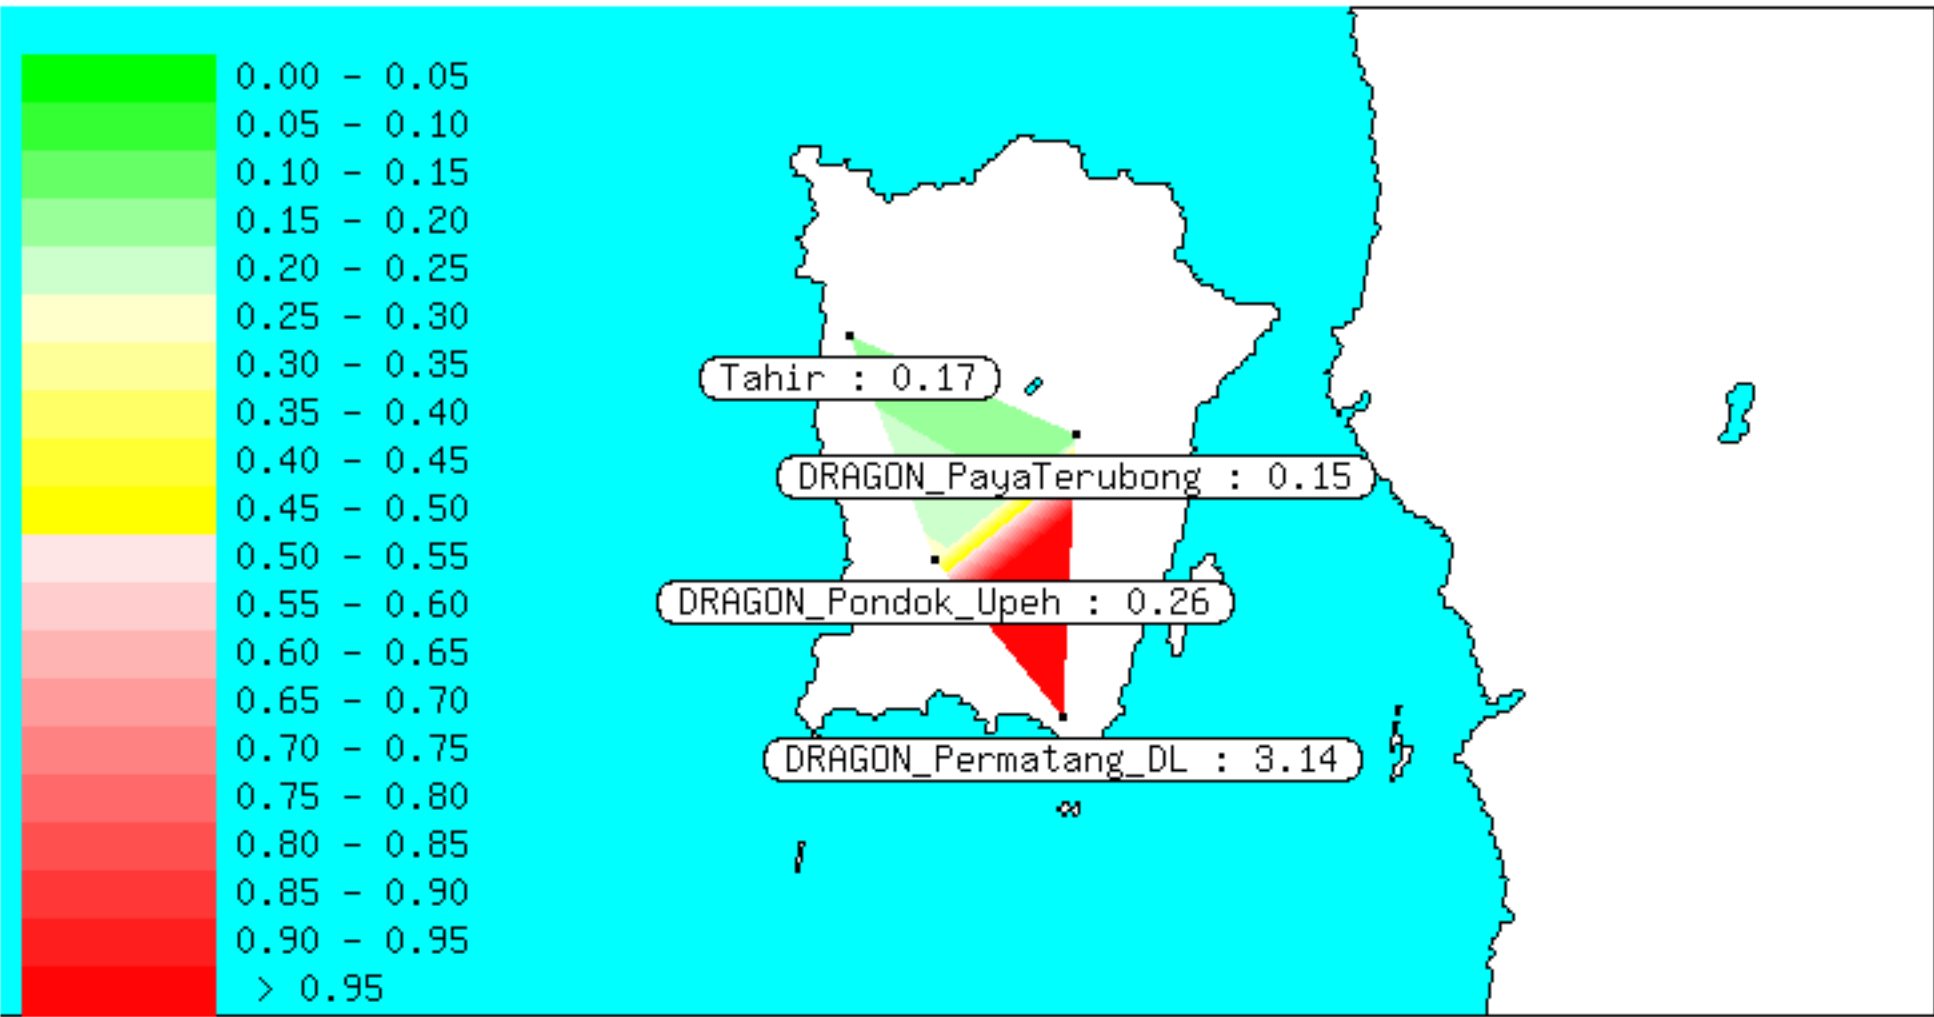 0.00 - 0.05
0.05 - 0.10
0.10 - 0.15
0.15 - 0.20
0.20 - 0.25
0.25 - 0.30
0.30 - 0.35
0.35 - 0.40
0.40 - 0.45
0.45 - 0.50
0.50 - 0.55
0.55 - 0.60
0.60 - 0.65
0.65 - 0.70
0.70 - 0.75
0.75 - 0.80
0.80 - 0.85
0.85 - 0.90
0.90 - 0.95
> 0.95
Tahir : 0.17
DRAGON_PayaTerubong : 0.15
DRAGON_Pondok_Upeh : 0.26
DRAGON_Permatang_DL : 3.14